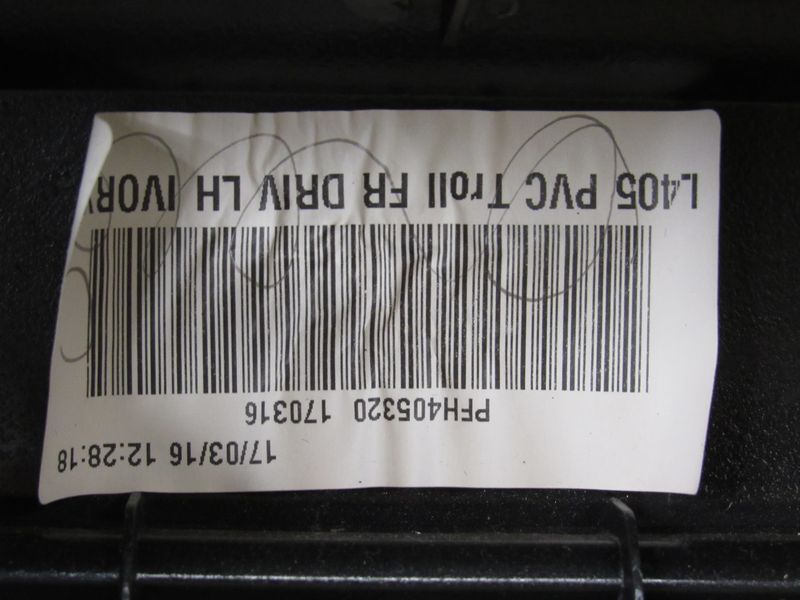 17/03/16 12:28:18
PFH405320 170316
L405 PVC Troll FR DRIV LH IVORY